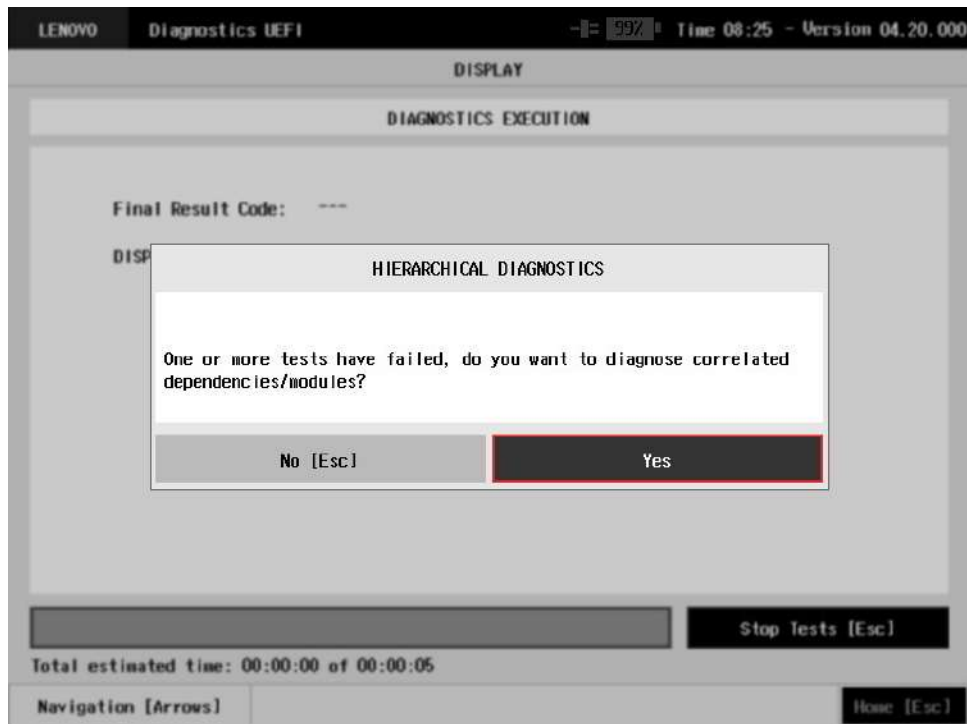 LENOVO Diagnostics UEFI 99% Time 08:25 - Version 04.20.000
DISPLAY
DIAGNOSTICS EXECUTION
Final Result Code: ---
DISP
HIERARCHICAL DIAGNOSTICS
One or more tests have failed, do you want to diagnose correlated
dependencies/modules?
No [Esc] Yes
Stop Tests [Esc]
Total estimated time: 00:00:00 of 00:00:05
Navigation [Arrows] Home [Esc]